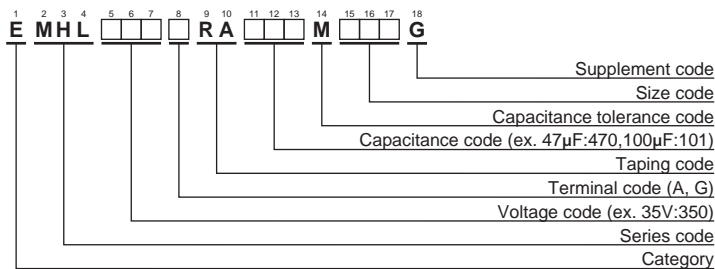 1 2 3 4 5 6 7 8 9 10 11 12 13 14 15 16 17 18
E M H L R A M G
Supplement code
Size code
Capacitance tolerance code
Capacitance code (ex. 47μF:470,100μF:101)
Taping code
Terminal code (A, G)
Voltage code (ex. 35V:350)
Series code
Category